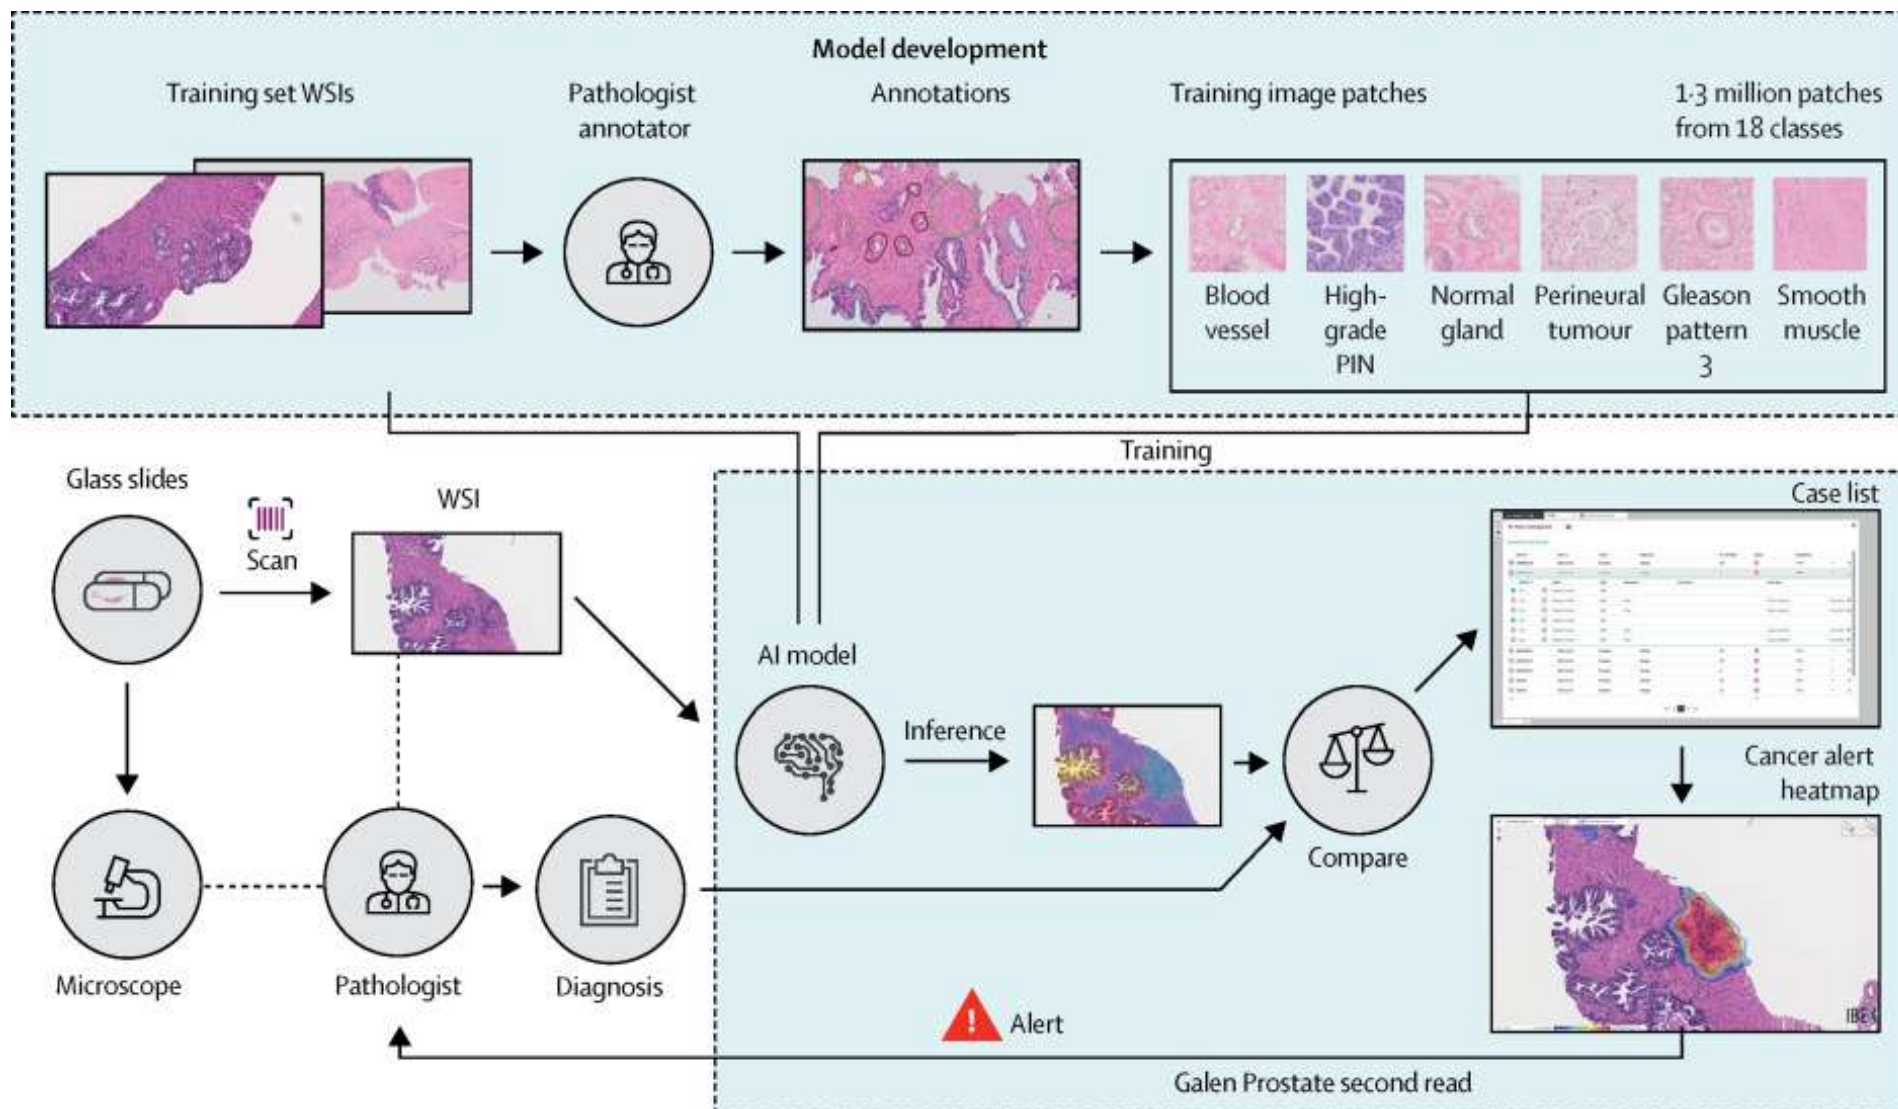 Model development
Training set WSIs
Pathologist
annotator
Annotations
Training image patches
1·3 million patches
from 18 classes
Blood
vessel
High-
grade
PIN
Normal
gland
Perineural
tumour
Gleason
pattern
3
Smooth
muscle
Training
Glass slides
Scan
WSI
Case list
AI model
Inference
Compare
Cancer alert
heatmap
Microscope
Pathologist
Diagnosis
Alert
Galen Prostate second read